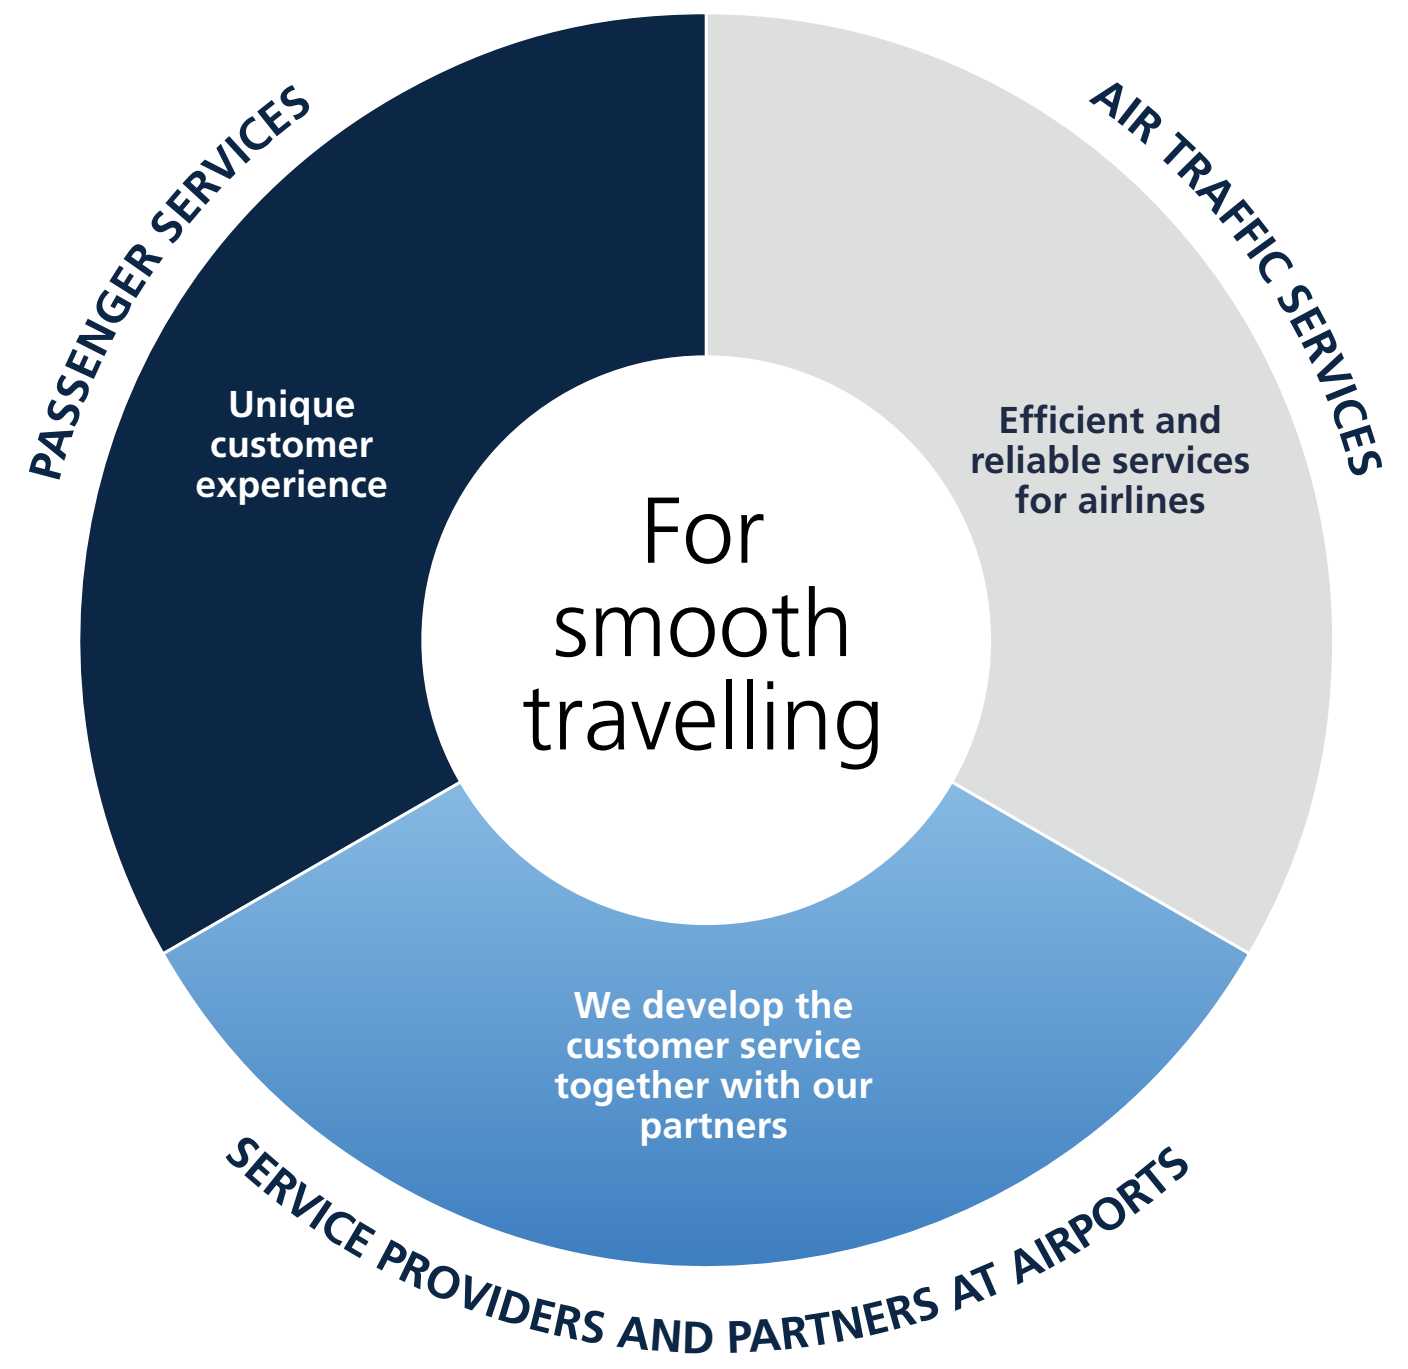 PASSENGER SERVICES
AIR TRAFFIC SERVICES
Unique
customer
experience
Efficient and
reliable services
for airlines
For
smooth
travelling
We develop the
customer service
together with our
partners
SERVICE PROVIDERS AND PARTNERS AT AIRPORTS